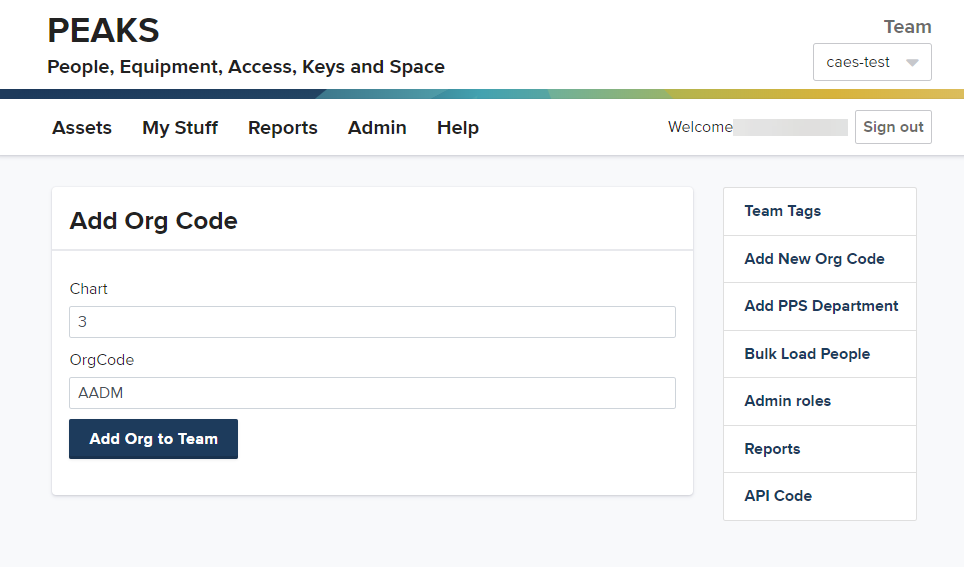 PEAKS
People, Equipment, Access, Keys and Space
Team
caes-test
Assets My Stuff Reports Admin Help
Welcome
Sign out
Add Org Code
Chart
3
OrgCode
AADM
Add Org to Team
Team Tags
Add New Org Code
Add PPS Department
Bulk Load People
Admin roles
Reports
API Code